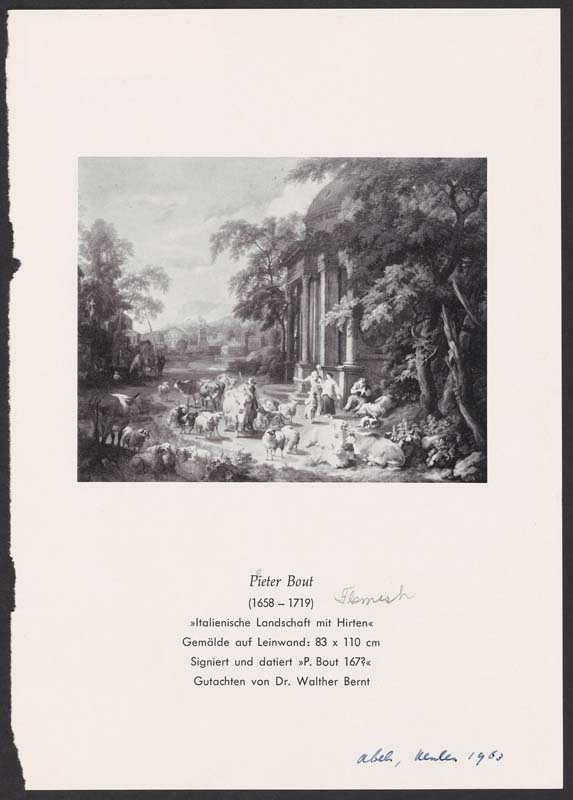 Pieter Bout
(1658 – 1719)
Flemish
»Italienische Landschaft mit Hirten«
Gemälde auf Leinwand: 83 x 110 cm
Signiert und datiert »P. Bout 167?«
Gutachten von Dr. Walther Bernt
1963